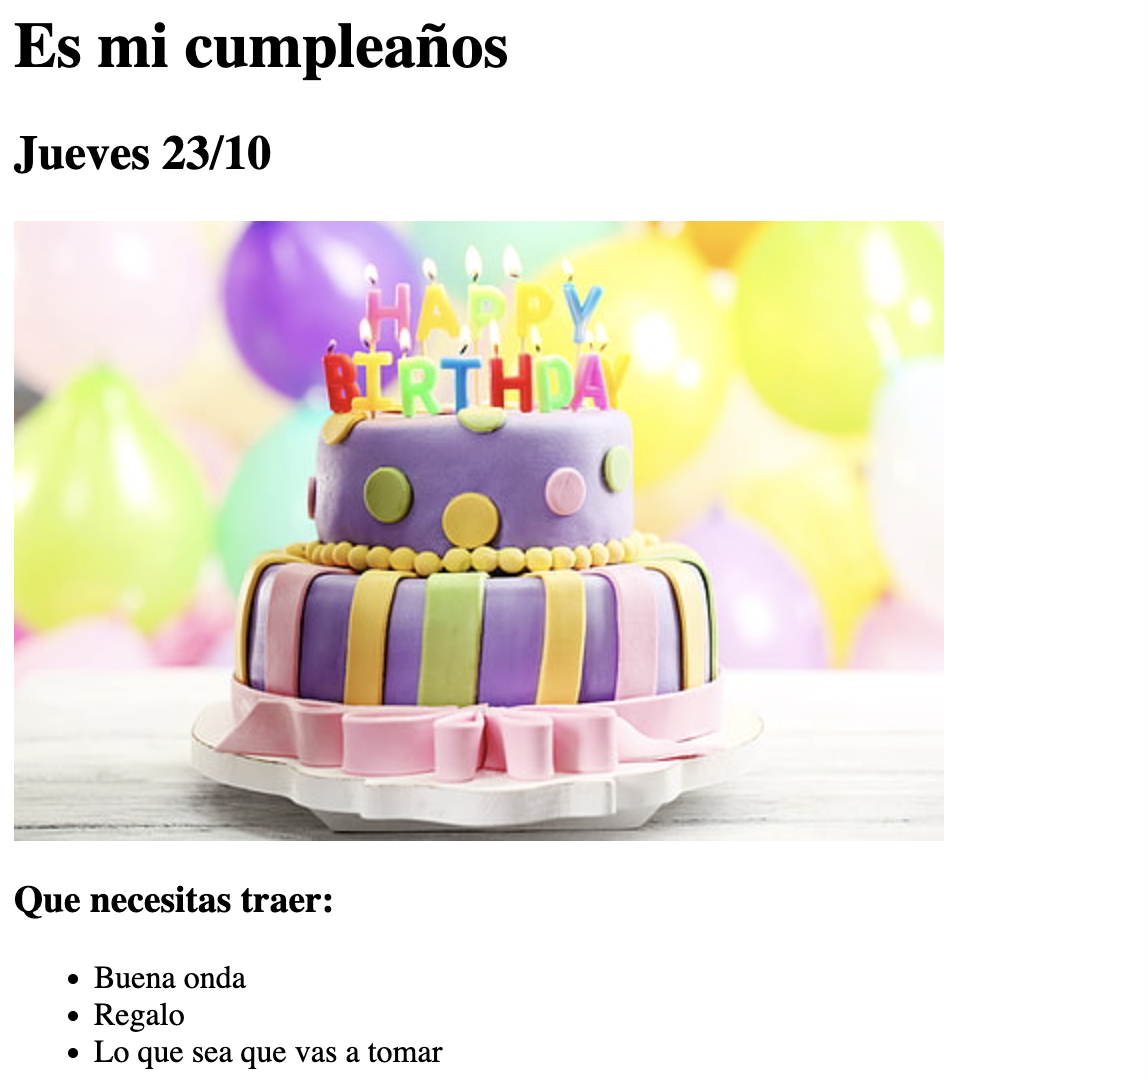 Es mi cumpleaños
Jueves 23/10
HAPPY
BIRTHDAY
Que necesitas traer:
Buena onda
Regalo
Lo que sea que vas a tomar